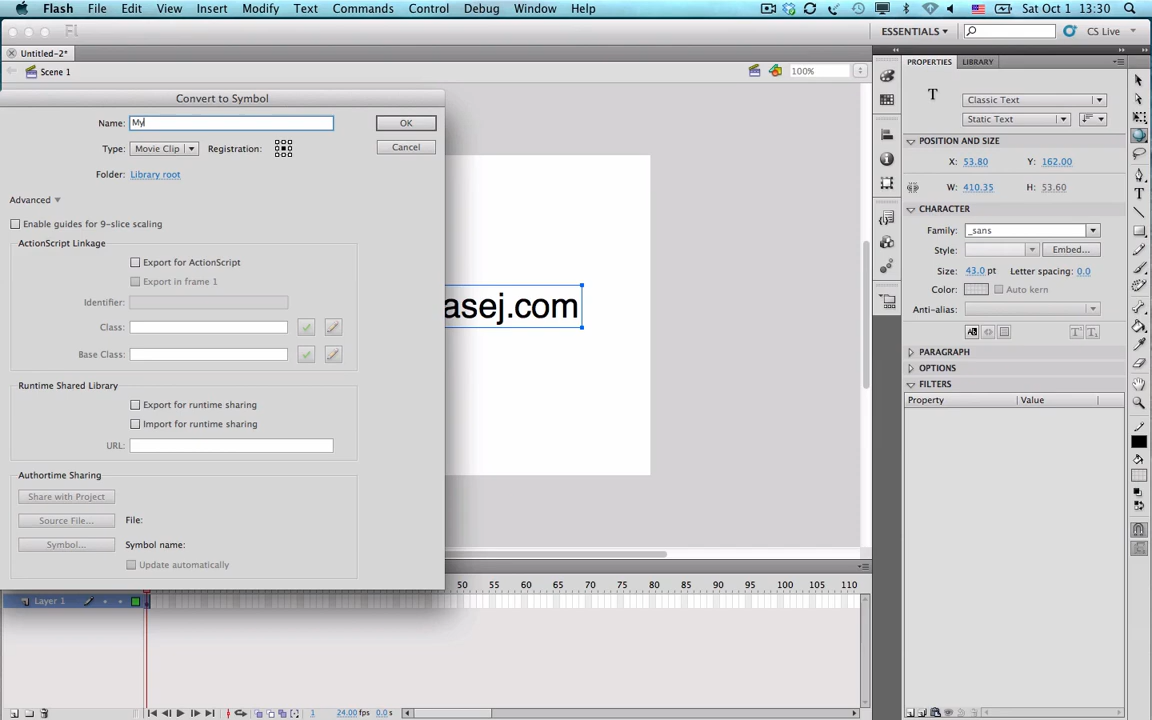 Flash File Edit View Insert Modify Text Commands Control Debug Window Help Sat Oct 1 13:30
Fl ESSENTIALS CS Live
Untitled-2*
Scene 1 100%
Convert to Symbol
Name: My OK
Type: Movie Clip Registration: Cancel
Folder: Library root
Advanced
Enable guides for 9-slice scaling
ActionScript Linkage
Export for ActionScript
Export in frame 1
Identifier:
Class:
Base Class:
Runtime Shared Library
Export for runtime sharing
Import for runtime sharing
URL:
Authortime Sharing
Share with Project
Source File... File:
Symbol... Symbol name:
Update automatically
asej.com
PROPERTIES LIBRARY
T Classic Text
Static Text
POSITION AND SIZE
X: 53.80 Y: 162.00
W: 410.35 H: 53.60
CHARACTER
Family: _sans
Style: Embed...
Size: 43.0 pt Letter spacing: 0.0
Color: Auto kern
Anti-alias:
PARAGRAPH
OPTIONS
FILTERS
Property Value
50 55 60 65 70 75 80 85 90 95 100 105 110
Layer 1
1 24.00 fps 0.0 s